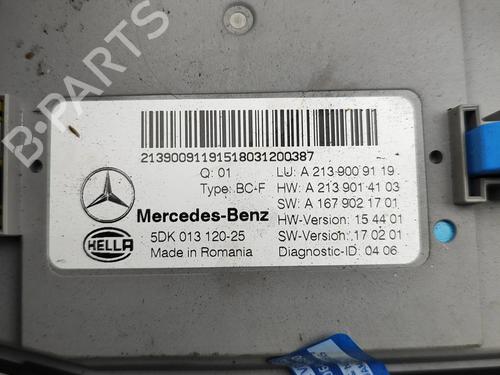 B-PARTS
21390091191518031200387
Q: 01 LU: A 213 900 91 19
Type: BC-F HW: A 213 901 41 03
SW: A 167 902 17 01
Mercedes-Benz HW-Version: 15 44 01
HELLA 5DK 013 120-25 SW-Version: 17 02 01
Made in Romania Diagnostic-ID: 04 06